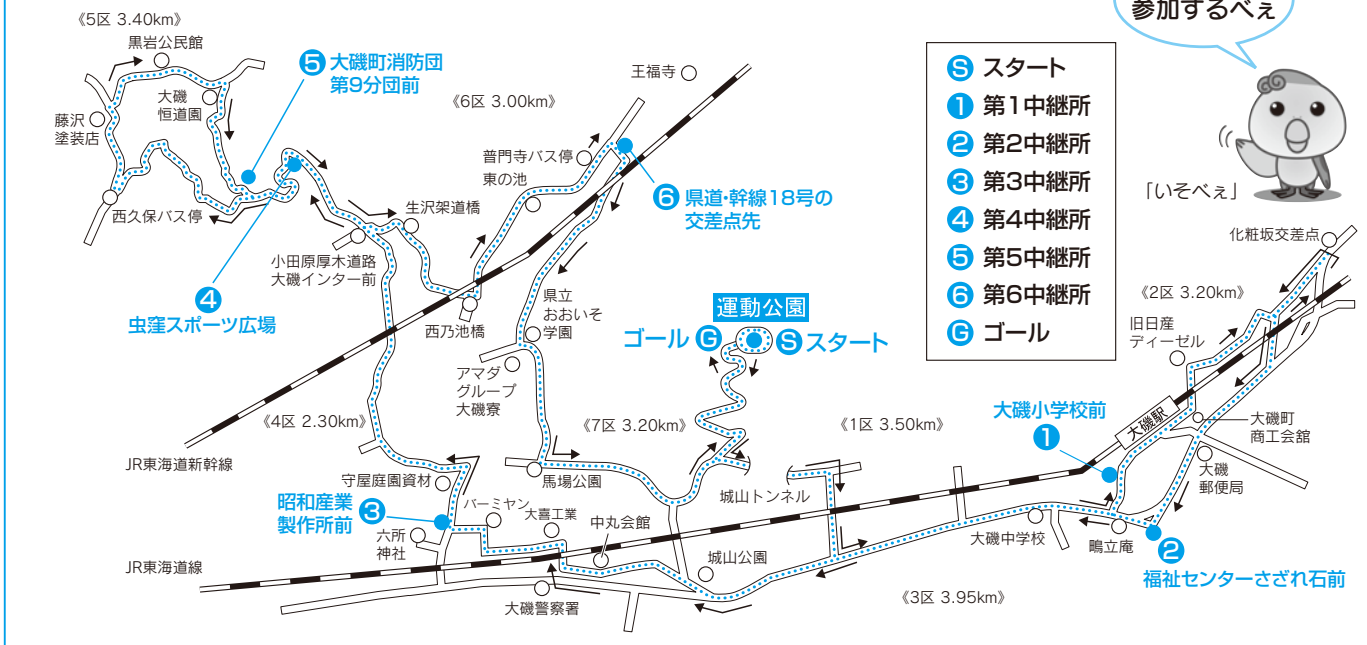 参加するべぇ
《5区 3.40km》
黒岩公民館
5 大磯町消防団
第9分団前
大磯
恒道園
藤沢
塗装店
西久保バス停
王福寺
《6区 3.00km》
普門寺バス停
東の池
6 県道・幹線18号の
交差点先
生沢架道橋
小田原厚木道路
大磯インター前
4
虫窪スポーツ広場
西乃池橋
県立
おおいそ
学園
アマダ
グループ
大磯寮
運動公園
ゴール G
S スタート
S スタート
1 第1中継所
2 第2中継所
3 第3中継所
4 第4中継所
5 第5中継所
6 第6中継所
G ゴール
「いそべぇ」
化粧坂交差点
《2区 3.20km》
旧日産
ディーゼル
大磯小学校前
1
大磯駅
大磯町
商工会館
大磯
郵便局
《4区 2.30km》
《7区 3.20km》
《1区 3.50km》
JR東海道新幹線
守屋庭園資材
馬場公園
城山トンネル
昭和産業
製作所前
3
バーミヤン
大喜工業
中丸会館
六所
神社
城山公園
大磯中学校
鴫立庵
2
福祉センターさざれ石前
JR東海道線
大磯警察署
《3区 3.95km》